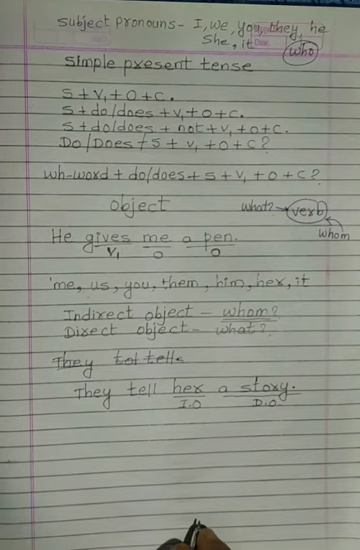 Subject pronouns - I, we, you, they, he
She, it
who
Simple present tense
S + V1 + O + C.
S + do/does + V1 + O + C.
S + do/does + not + V1 + O + C.
Do/Does + S + V1 + O + C?
wh-word + do/does + S + V1 + O + C?
Object
what? → verb
whom
He gives me a pen.
V1 O O
me, us, you, them, him, her, it
Indirect object - whom?
Direct object - what?
They tot tells
They tell her a story.
I.O D.O